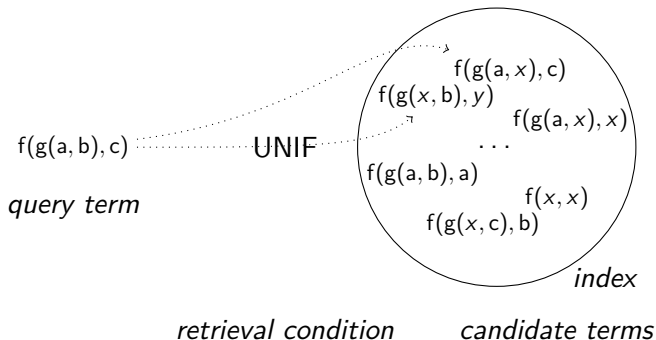 f(g(a, x), c)
f(g(x, b), y)
f(g(a, x), x)
f(g(a, b), c)
UNIF
. . .
f(g(a, b), a)
query term
f(x, x)
f(g(x, c), b)
index
retrieval condition
candidate terms